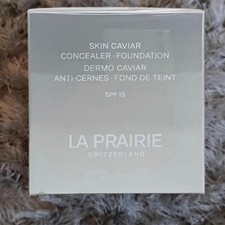 SKIN CAVIAR
CONCEALER · FOUNDATION
DERMO CAVIAR
ANTI-CERNES · FOND DE TEINT
SPF 15
LA PRAIRIE
SWITZERLAND